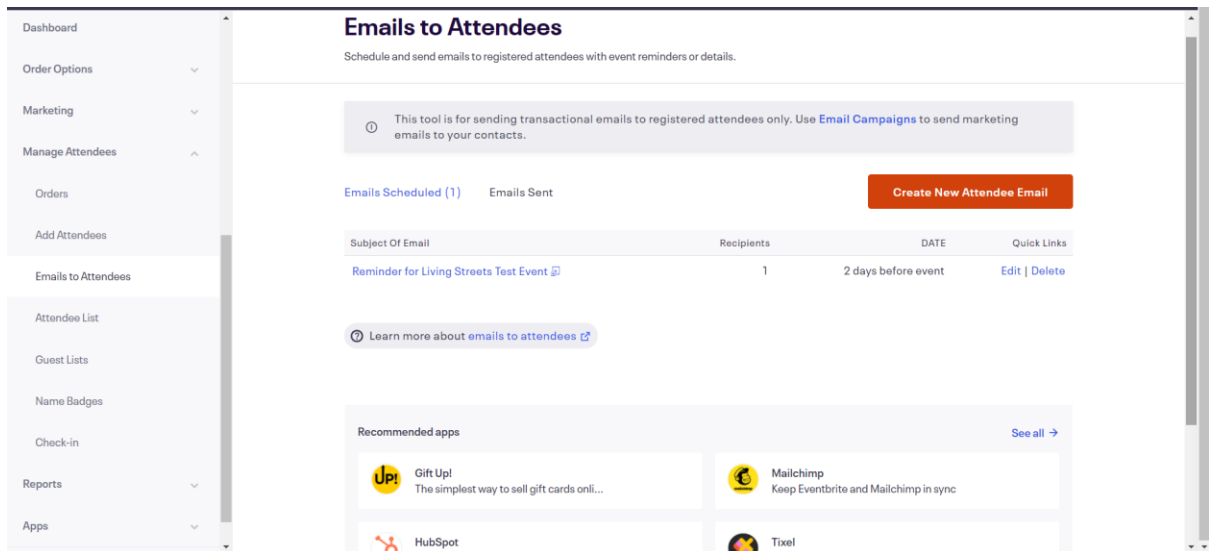 Dashboard
Order Options
Marketing
Manage Attendees
Orders
Add Attendees
Emails to Attendees
Attendee List
Guest Lists
Name Badges
Check-in
Reports
Apps
Emails to Attendees
Schedule and send emails to registered attendees with event reminders or details.
This tool is for sending transactional emails to registered attendees only. Use Email Campaigns to send marketing
emails to your contacts.
Emails Scheduled (1) Emails Sent
Create New Attendee Email
Subject Of Email Recipients DATE Quick Links
Reminder for Living Streets Test Event 1 2 days before event Edit | Delete
Learn more about emails to attendees
Recommended apps See all →
UP!
Gift Up!
The simplest way to sell gift cards onli...
Mailchimp
Keep Eventbrite and Mailchimp in sync
HubSpot
Tixel